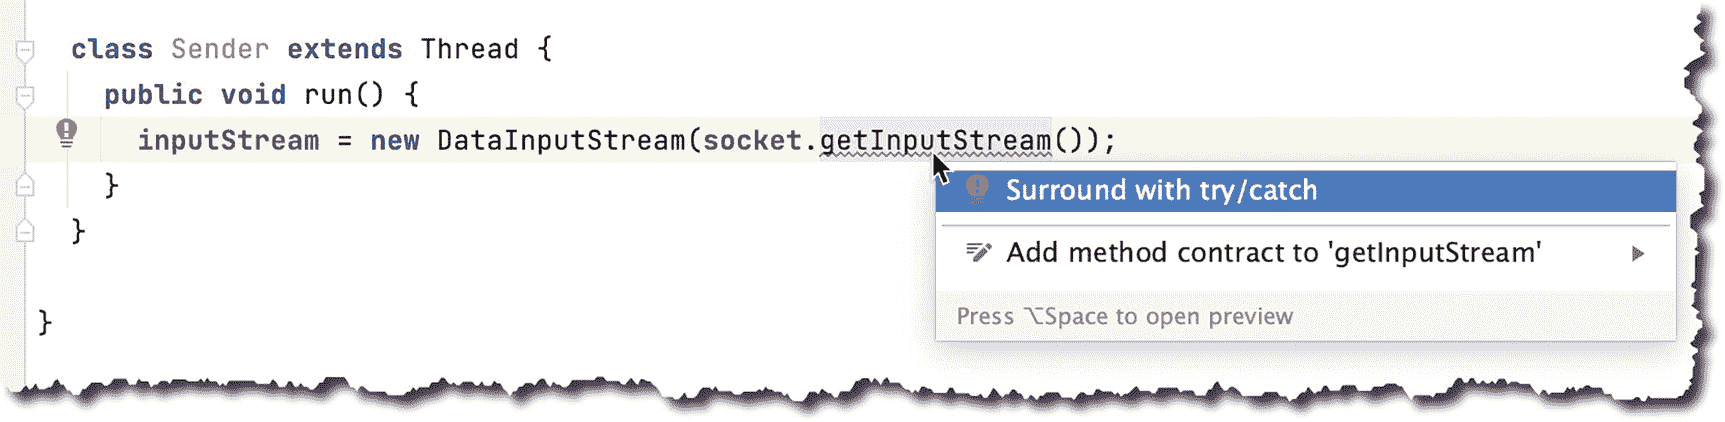 class Sender extends Thread {
public void run() {
inputStream = new DataInputStream(socket.getInputStream());
}
}
}
Surround with try/catch
Add method contract to 'getInputStream'
Press ⌥Space to open preview